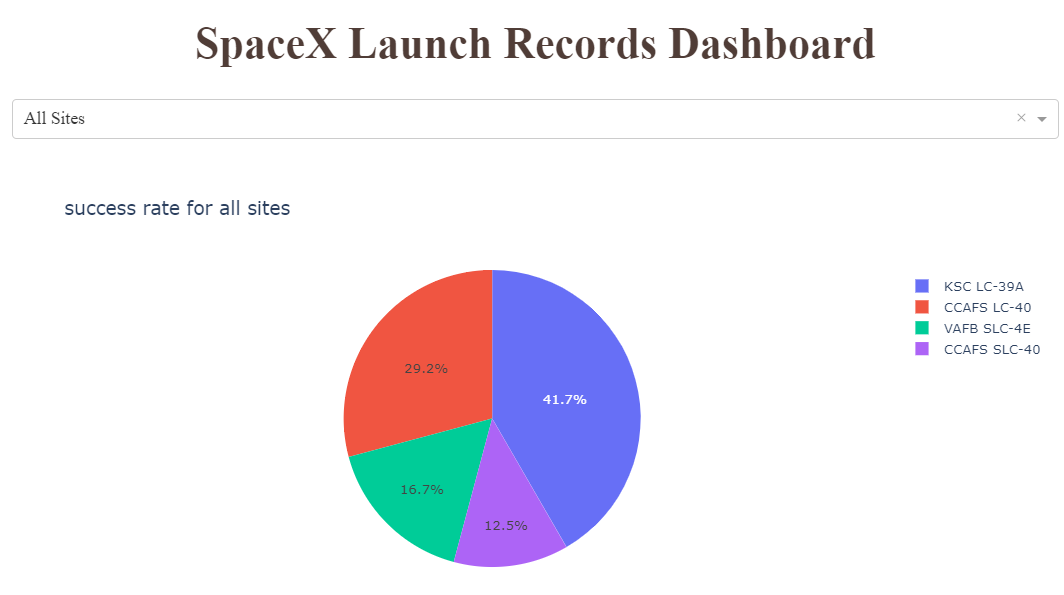 SpaceX Launch Records Dashboard
All Sites
success rate for all sites
KSC LC-39A
CCAFS LC-40
VAFB SLC-4E
CCAFS SLC-40
29.2%
41.7%
16.7%
12.5%